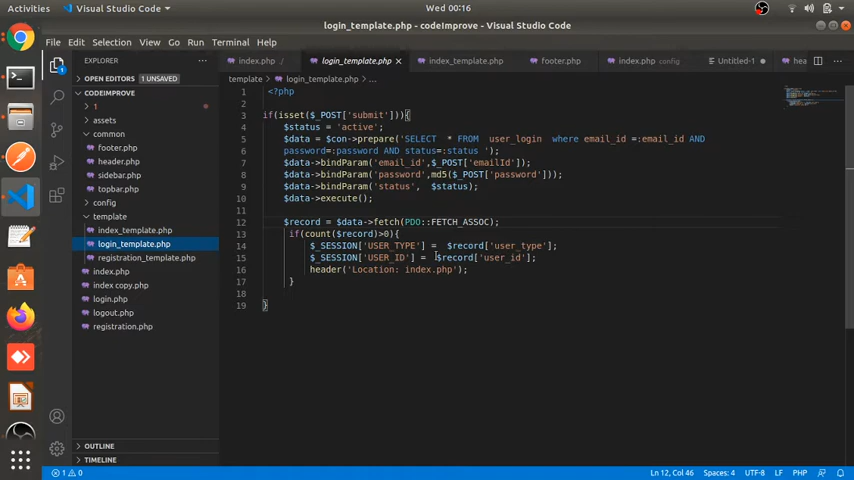 Activities
Visual Studio Code
Wed 00:16
login_template.php - codeImprove - Visual Studio Code
File Edit Selection View Go Run Terminal Help
EXPLORER
index.php ./
login_template.php
index_template.php
footer.php
index.php config
Untitled-1
hea
template > login_template.php > ...
OPEN EDITORS 1 UNSAVED
CODEIMPROVE
1
assets
common
footer.php
header.php
sidebar.php
topbar.php
config
template
index_template.php
login_template.php
registration_template.php
index.php
index copy.php
login.php
logout.php
registration.php
OUTLINE
TIMELINE
1 <?php
2
3 if(isset($_POST['submit'])){
4 $status = 'active';
5 $data = $con->prepare('SELECT * FROM user_login where email_id =:email_id AND
6 password=:password AND status=:status ');
7 $data->bindParam('email_id',$_POST['emailId']);
8 $data->bindParam('password',md5($_POST['password']));
9 $data->bindParam('status', $status);
10 $data->execute();
11
12 $record = $data->fetch(PDO::FETCH_ASSOC);
13 if(count($record)>0){
14 $_SESSION['USER_TYPE'] = $record['user_type'];
15 $_SESSION['USER_ID'] = $record['user_id'];
16 header('Location: index.php');
17 }
18
19 }
1 0
Ln 12, Col 46 Spaces: 4 UTF-8 LF PHP